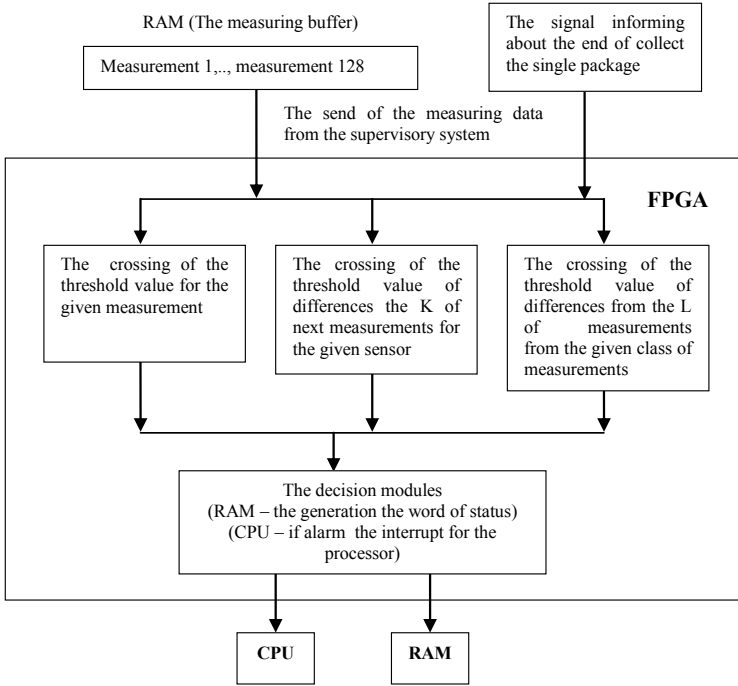 RAM (The measuring buffer)
Measurement 1,.., measurement 128
The signal informing
about the end of collect
the single package
The send of the measuring data
from the supervisory system
FPGA
The crossing of the
threshold value for the
given measurement
The crossing of the
threshold value of
differences the K of
next measurements for
the given sensor
The crossing of the
threshold value of
differences from the L
of measurements
from the given class of
measurements
The decision modules
(RAM – the generation the word of status)
(CPU – if alarm the interrupt for the
processor)
CPU
RAM